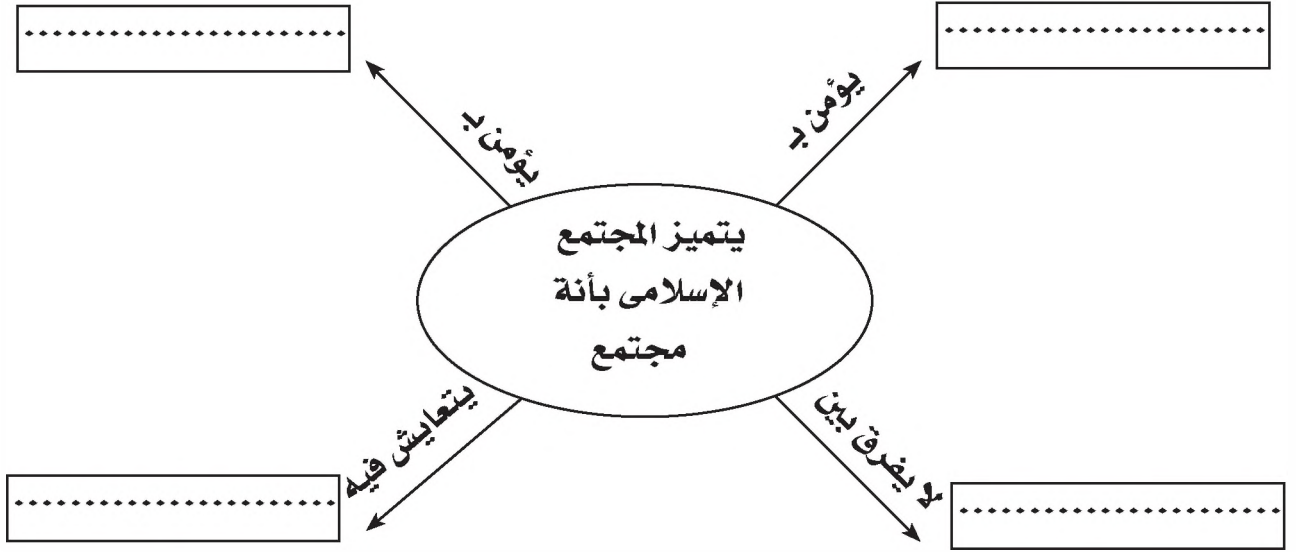 ........................
........................
يؤمن بـ
يؤمن بـ
يتميز المجتمع
الإسلامى بأنة
مجتمع
لا يفرق بين
يتعايش فيه
........................
........................